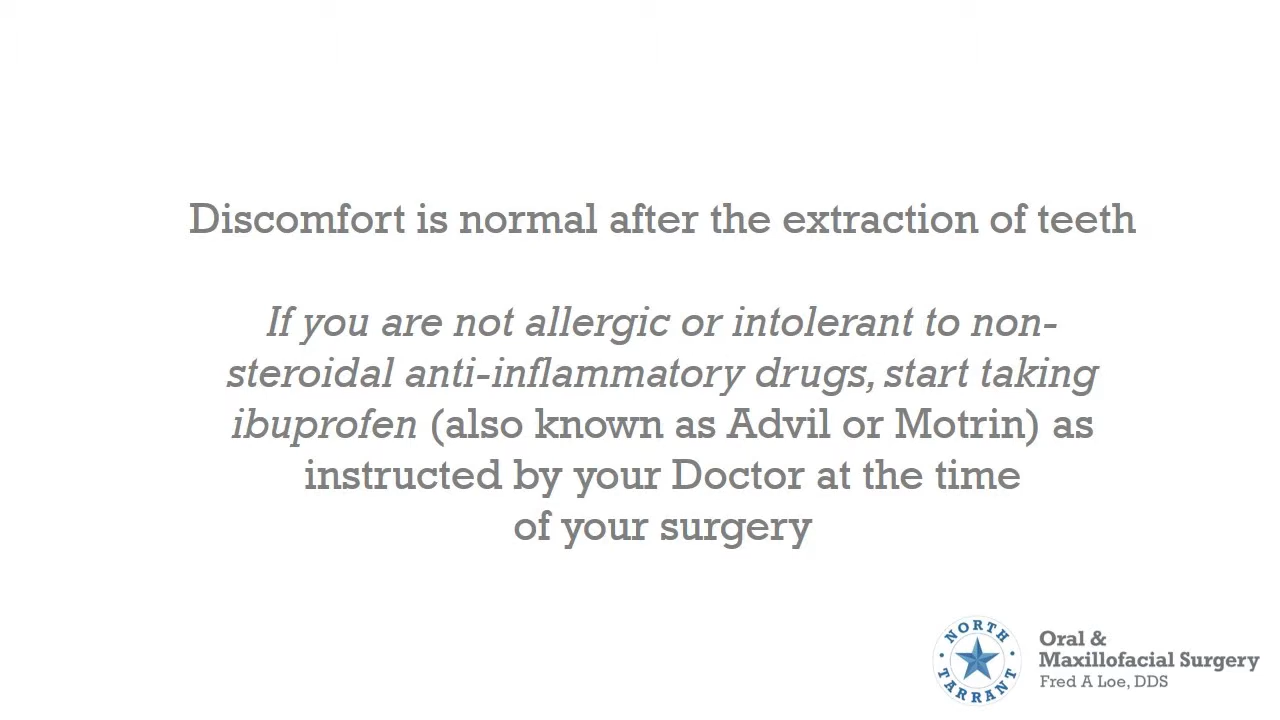 Discomfort is normal after the extraction of teeth
If you are not allergic or intolerant to non-
steroidal anti-inflammatory drugs, start taking
ibuprofen (also known as Advil or Motrin) as
instructed by your Doctor at the time
of your surgery
NORTH
TARRANT
Oral &
Maxillofacial Surgery
Fred A Loe, DDS